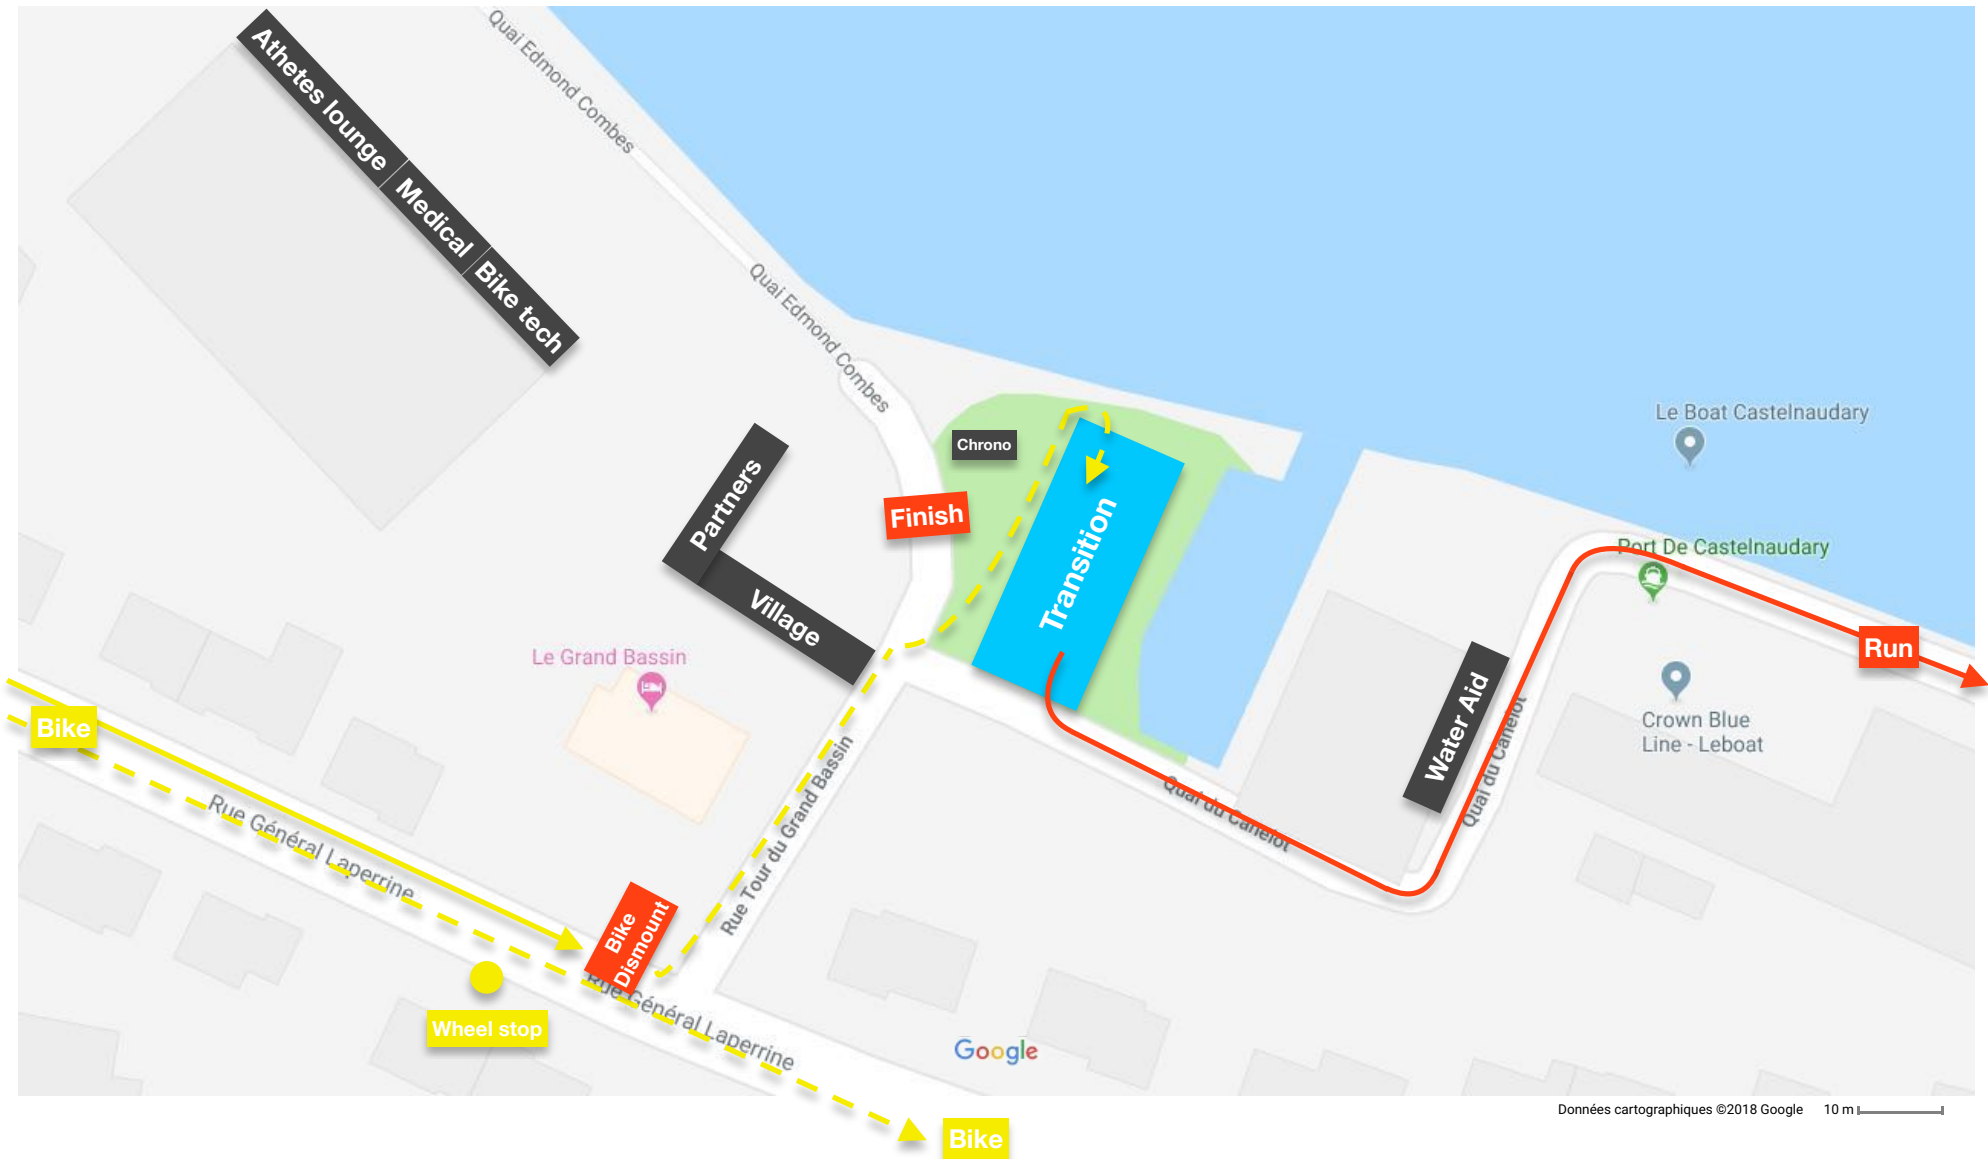 Quai Edmond Combes
Athetes lounge
Medical
Bike tech
Quai Edmond Combes
Le Boat Castelnaudary
Chrono
Partners
Finish
Transition
Port De Castelnaudary
Village
Le Grand Bassin
Run
Water Aid
Bike
Crown Blue
Line - Leboat
Quai du Canelot
Quai du Canelot
Rue Tour du Grand Bassin
Rue Général Laperrine
Bike
Dismount
Rue Général Laperrine
Wheel stop
Google
Données cartographiques ©2018 Google
10 m
Bike